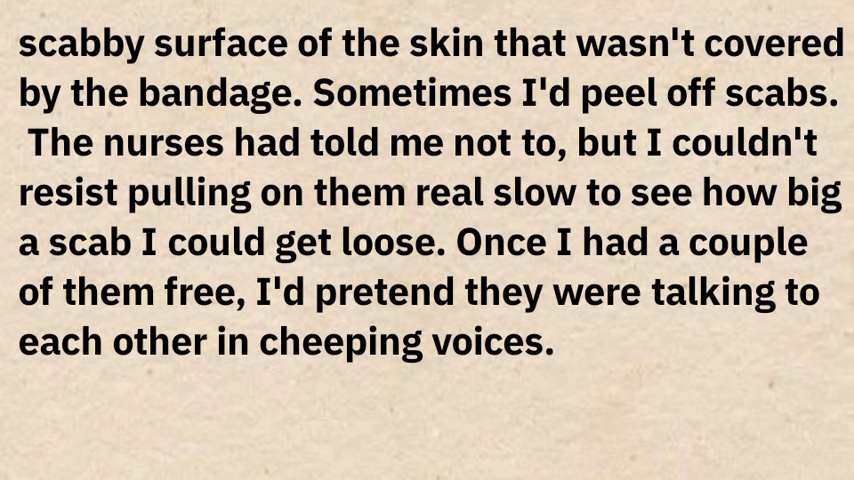 scabby surface of the skin that wasn't covered
by the bandage. Sometimes I'd peel off scabs.
The nurses had told me not to, but I couldn't
resist pulling on them real slow to see how big
a scab I could get loose. Once I had a couple
of them free, I'd pretend they were talking to
each other in cheeping voices.